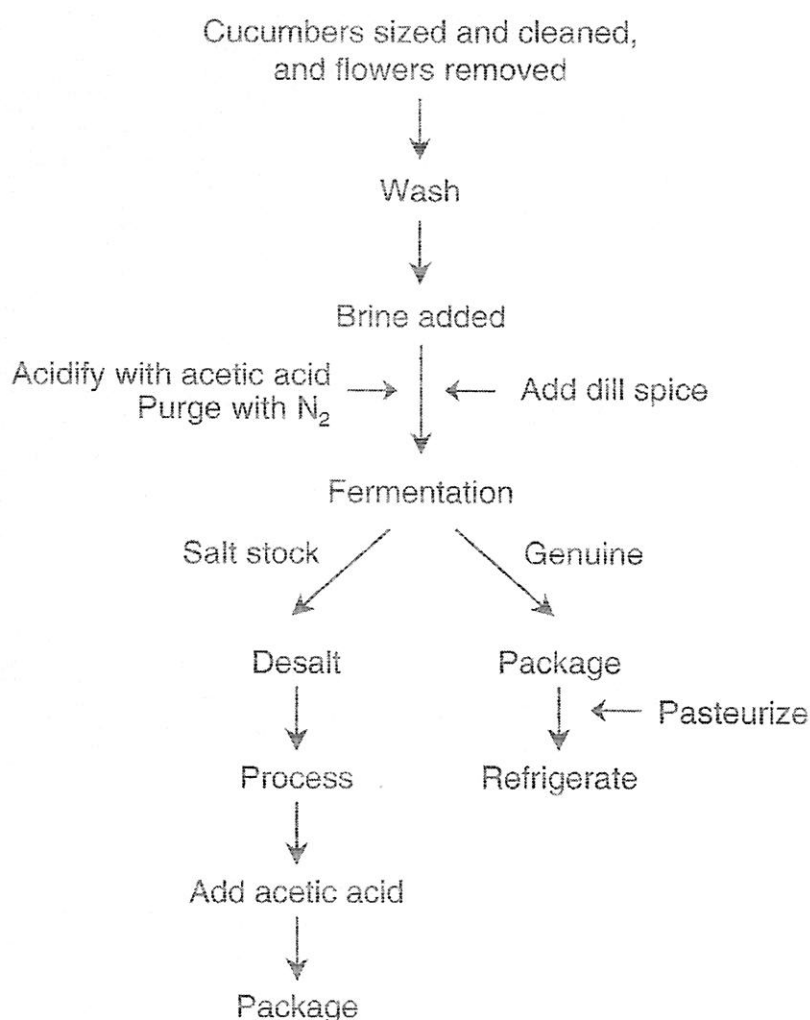 Cucumbers sized and cleaned,
and flowers removed
Wash
Brine added
Acidify with acetic acid
Purge with N₂
Add dill spice
Fermentation
Salt stock
Genuine
Desalt
Package
Pasteurize
Process
Refrigerate
Add acetic acid
Package